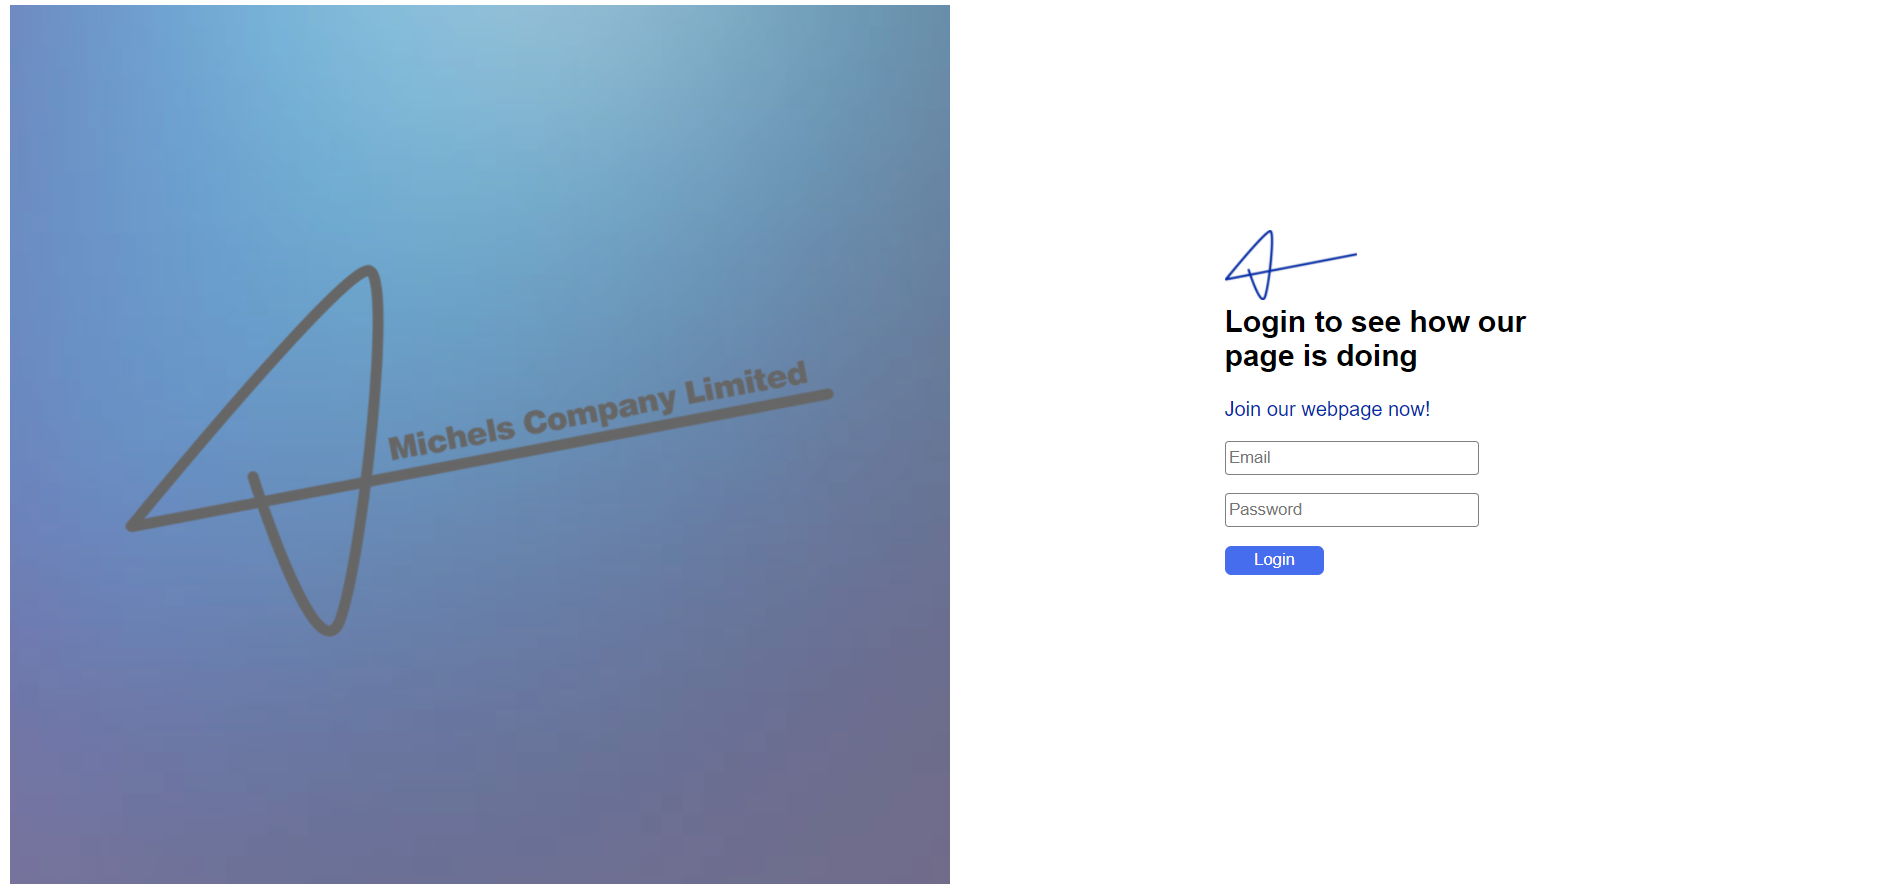 Michels Company Limited
Login to see how our
page is doing
Join our webpage now!
Email
Password
Login